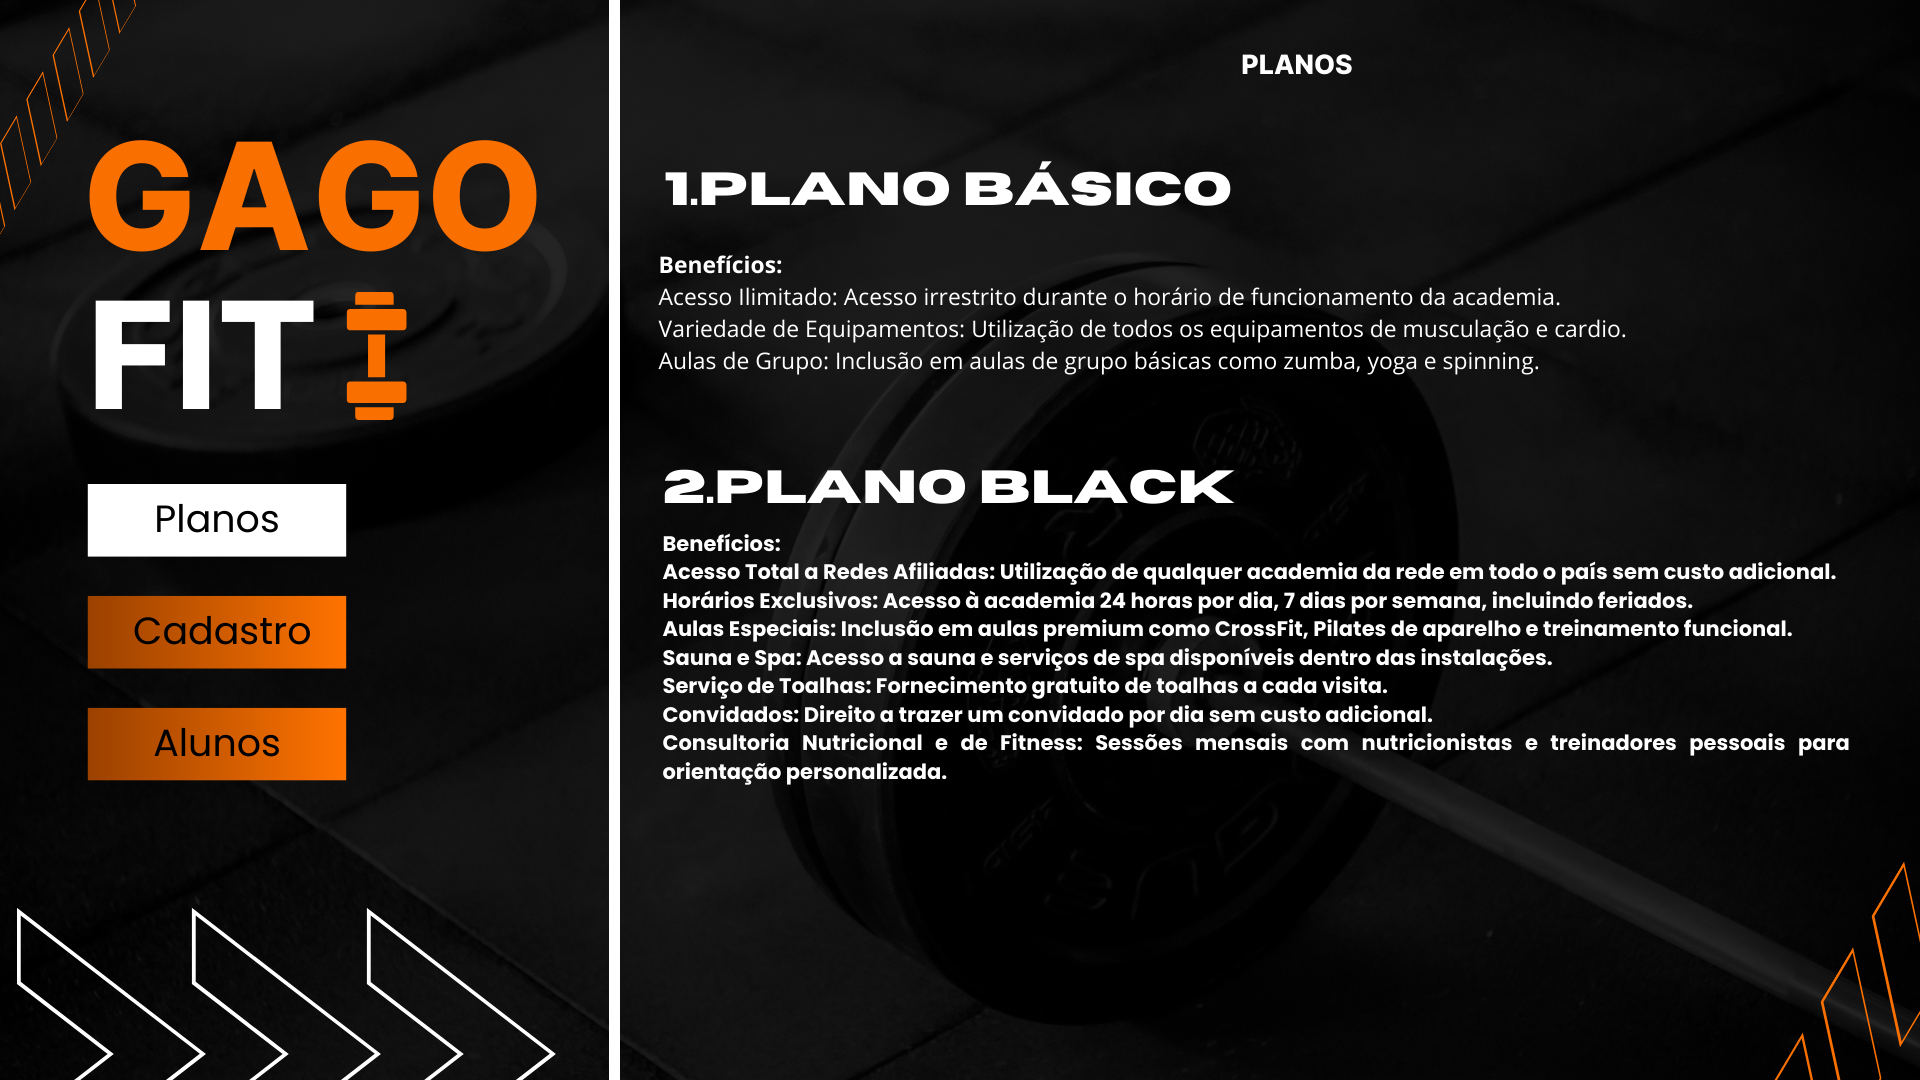 GAGO
FIT
Planos
Cadastro
Alunos
PLANOS
1.PLANO BÁSICO
Benefícios:
Acesso Ilimitado: Acesso irrestrito durante o horário de funcionamento da academia.
Variedade de Equipamentos: Utilização de todos os equipamentos de musculação e cardio.
Aulas de Grupo: Inclusão em aulas de grupo básicas como zumba, yoga e spinning.
2.PLANO BLACK
Benefícios:
Acesso Total a Redes Afiliadas: Utilização de qualquer academia da rede em todo o país sem custo adicional.
Horários Exclusivos: Acesso à academia 24 horas por dia, 7 dias por semana, incluindo feriados.
Aulas Especiais: Inclusão em aulas premium como CrossFit, Pilates de aparelho e treinamento funcional.
Sauna e Spa: Acesso a sauna e serviços de spa disponíveis dentro das instalações.
Serviço de Toalhas: Fornecimento gratuito de toalhas a cada visita.
Convidados: Direito a trazer um convidado por dia sem custo adicional.
Consultoria Nutricional e de Fitness: Sessões mensais com nutricionistas e treinadores pessoais para
orientação personalizada.